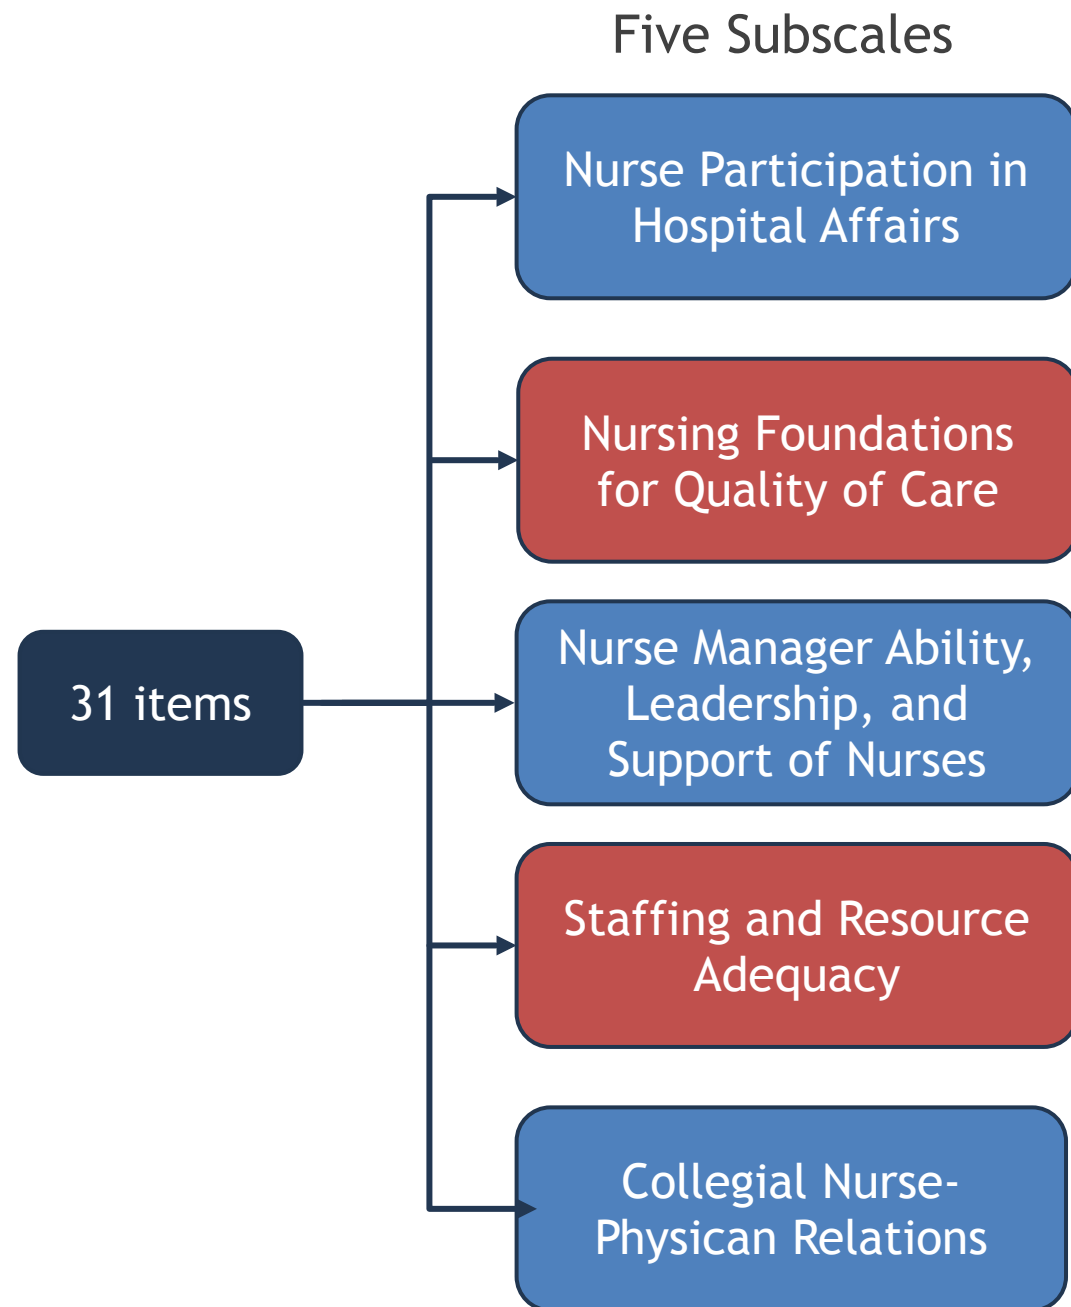 Five Subscales
Nurse Participation in
Hospital Affairs
Nursing Foundations
for Quality of Care
Nurse Manager Ability,
Leadership, and
Support of Nurses
31 items
Staffing and Resource
Adequacy
Collegial Nurse-
Physican Relations